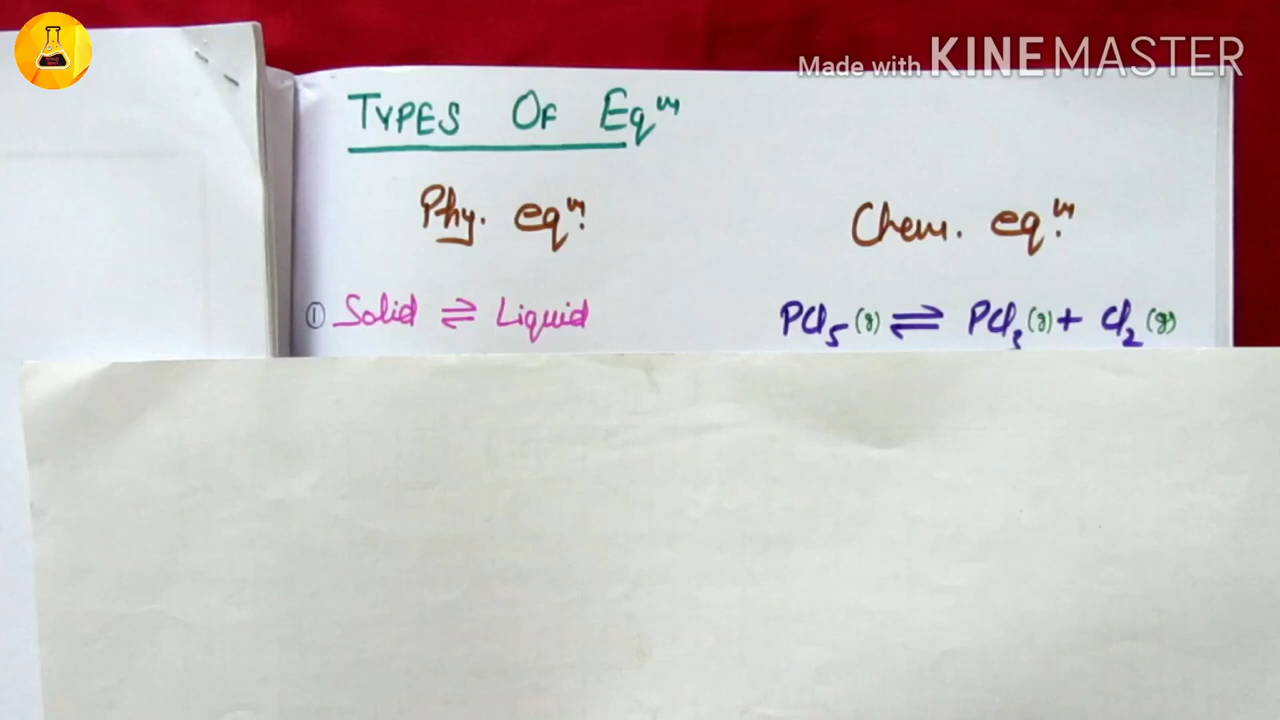 Made with KINEMASTER
TYPES OF Eqᵐ
Phy. eqᵐ. Chem. eqᵐ.
① Solid ⇌ Liquid PCl₅ (g) ⇌ PCl₃ (g) + Cl₂ (g)